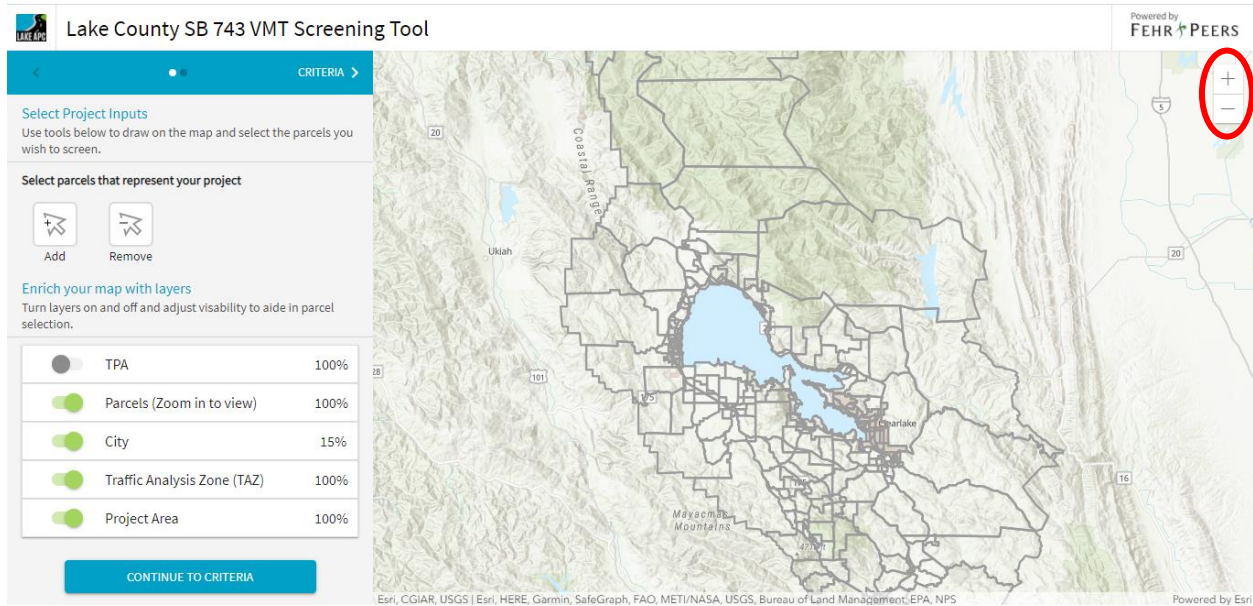 LAKE APC
Lake County SB 743 VMT Screening Tool
Powered by
FEHR PEERS
CRITERIA
Select Project Inputs
Use tools below to draw on the map and select the parcels you
wish to screen.
Select parcels that represent your project
Add
Remove
Enrich your map with layers
Turn layers on and off and adjust visability to aide in parcel
selection.
TPA 100%
Parcels (Zoom in to view) 100%
City 15%
Traffic Analysis Zone (TAZ) 100%
Project Area 100%
CONTINUE TO CRITERIA
+
−
5
20
Coastal Range
Ukiah
20
28
101
175
Clearlake
16
Mayacmas
Mountains
Esri, CGIAR, USGS | Esri, HERE, Garmin, SafeGraph, FAO, METI/NASA, USGS, Bureau of Land Management, EPA, NPS
Powered by Esri